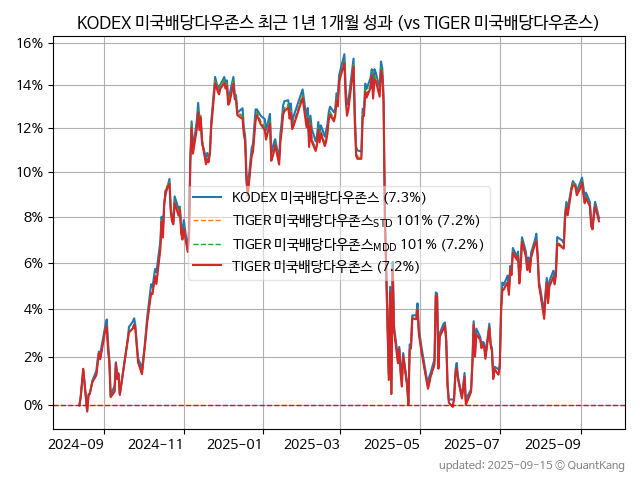 KODEX 미국배당다우존스 최근 1년 1개월 성과 (vs TIGER 미국배당다우존스)
16%
14%
12%
10%
8%
6%
4%
2%
0%
KODEX 미국배당다우존스 (7.3%)
TIGER 미국배당다우존스STD 101% (7.2%)
TIGER 미국배당다우존스MDD 101% (7.2%)
TIGER 미국배당다우존스 (7.2%)
2024-09 2024-11 2025-01 2025-03 2025-05 2025-07 2025-09
updated: 2025-09-15 © QuantKang